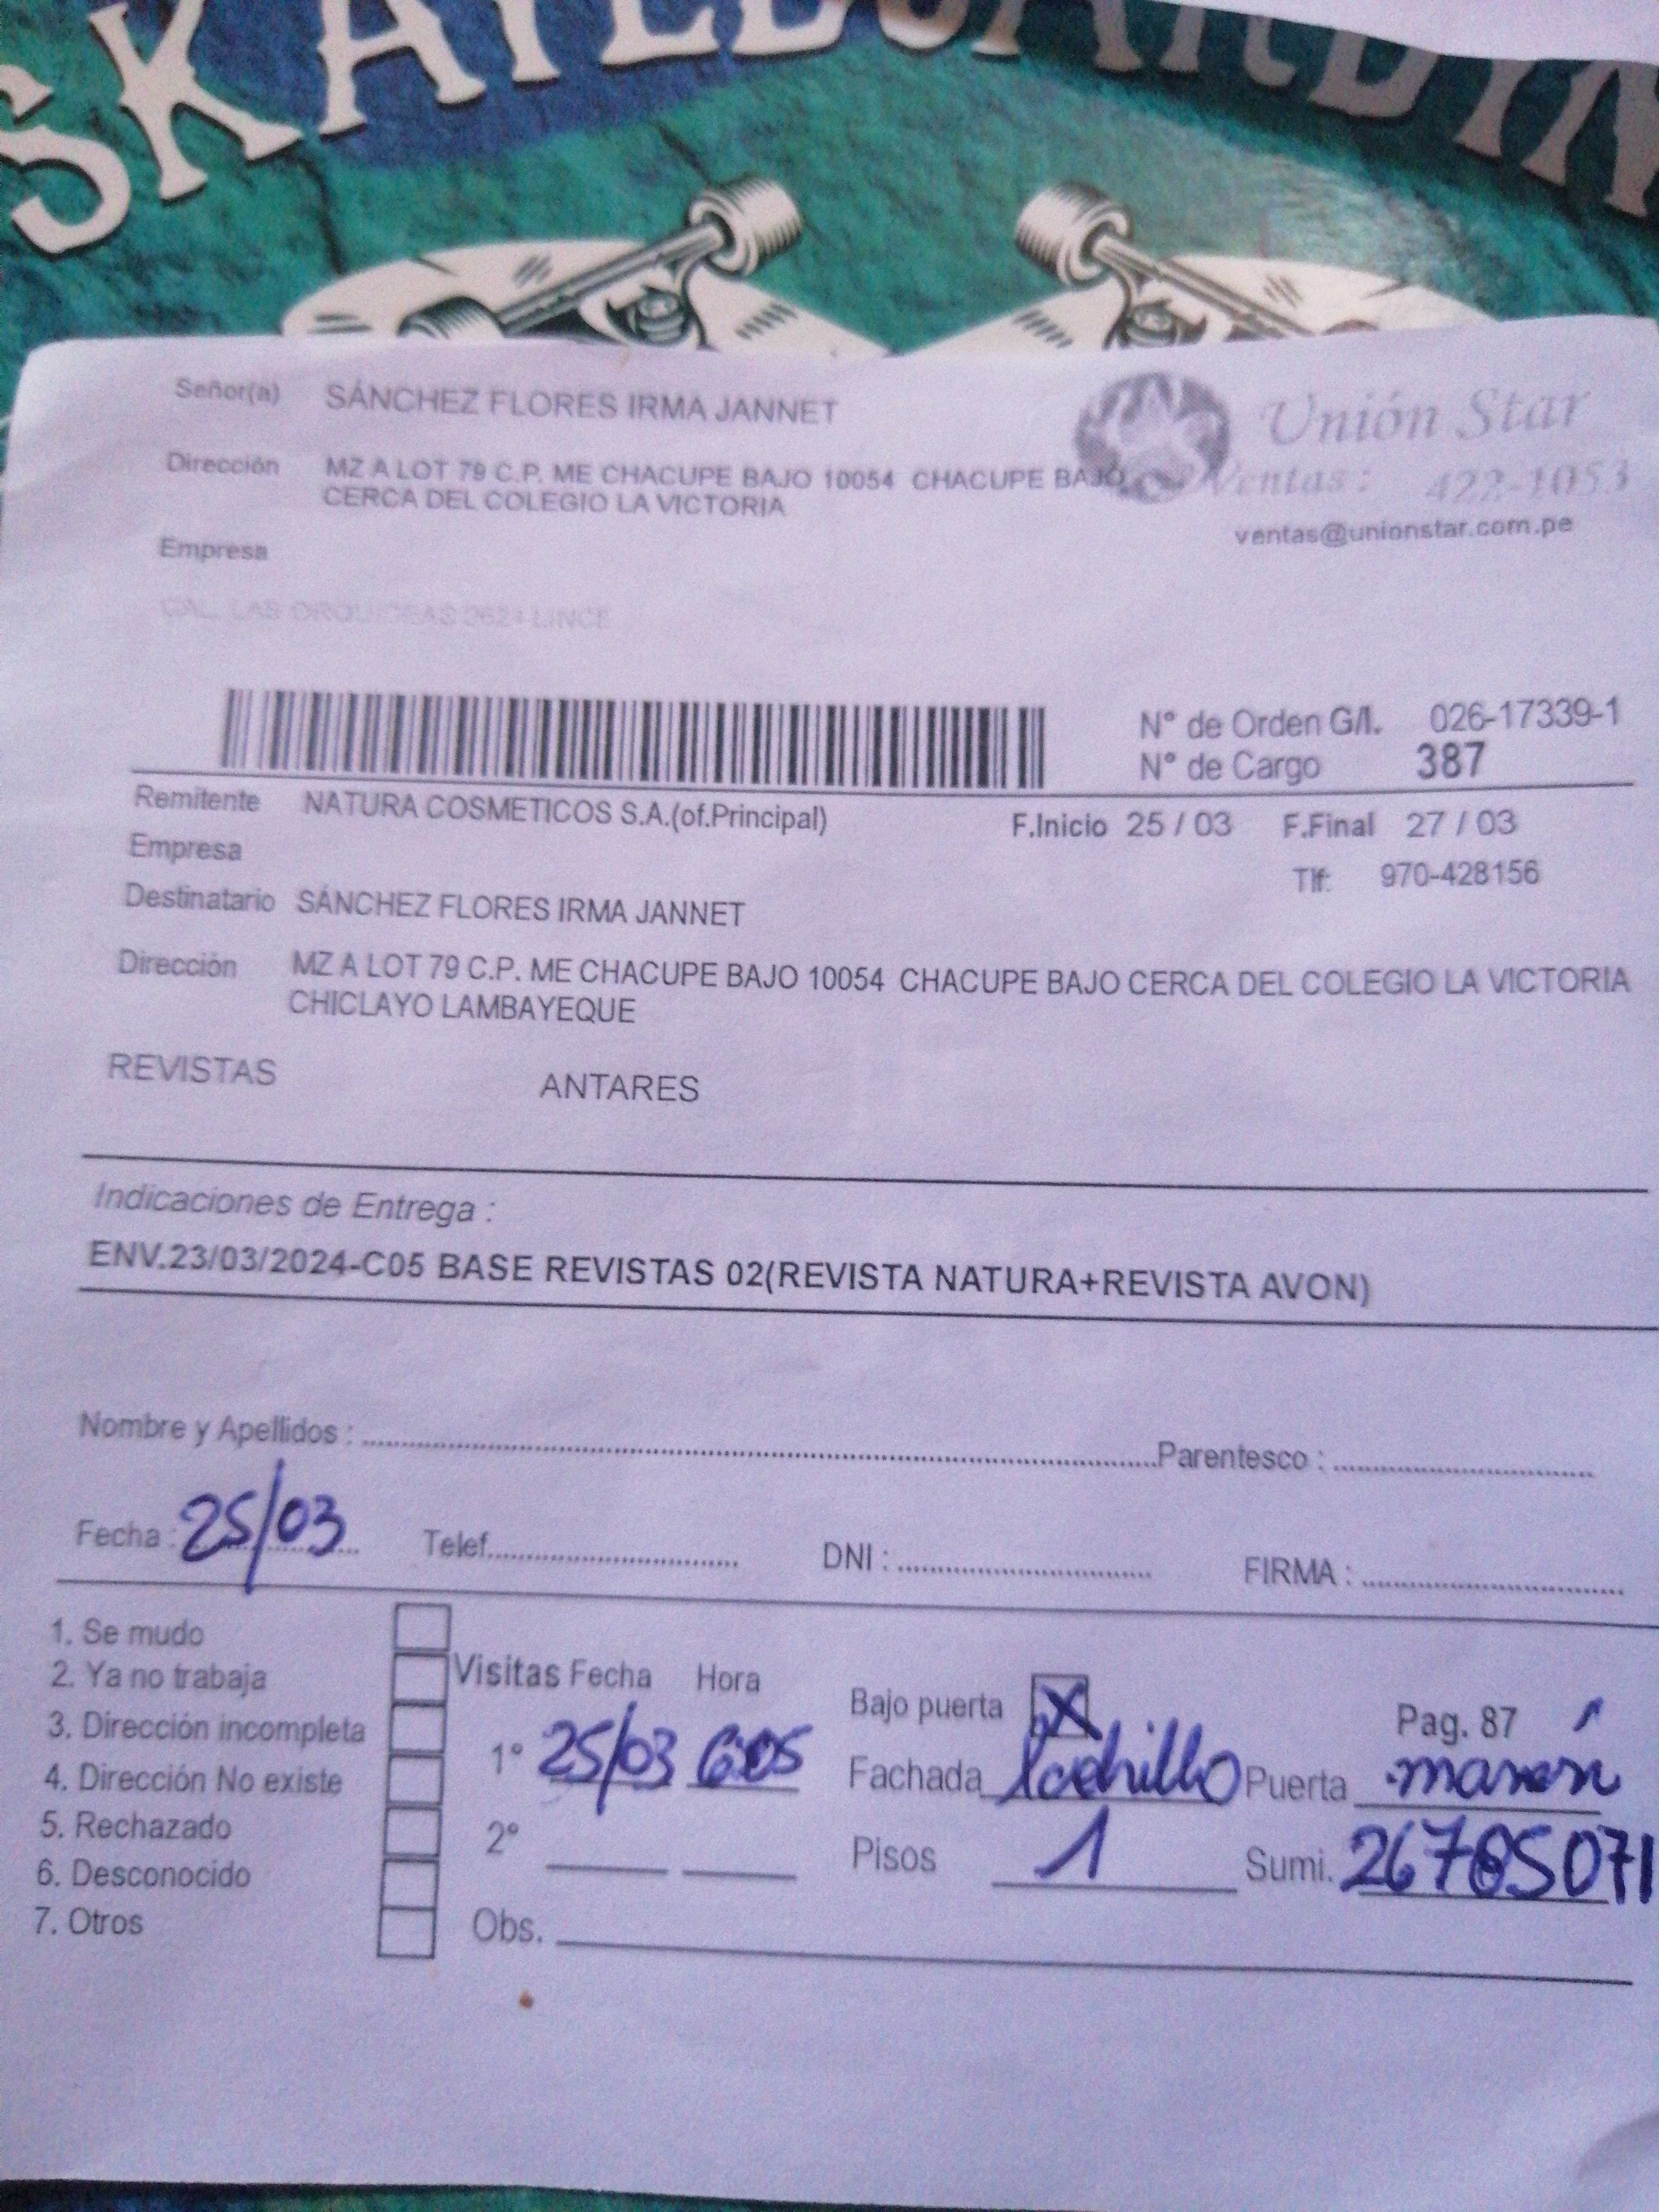 SKATEBOARDIN
Señor(a) SÁNCHEZ FLORES IRMA JANNET
Unión Star
Dirección MZ A LOT 79 C.P. ME CHACUPE BAJO 10054 CHACUPE BAJO
CERCA DEL COLEGIO LA VICTORIA
Ventas: 422-1053
ventas@unionstar.com.pe
Empresa
CAL. LAS ORQUIDEAS LINCE
N° de Orden G/I. 026-17339-1
N° de Cargo 387
Remitente NATURA COSMETICOS S.A.(of.Principal) F.Inicio 25 / 03 F.Final 27 / 03
Empresa
Tlf: 970-428156
Destinatario SÁNCHEZ FLORES IRMA JANNET
Dirección MZ A LOT 79 C.P. ME CHACUPE BAJO 10054 CHACUPE BAJO CERCA DEL COLEGIO LA VICTORIA
CHICLAYO LAMBAYEQUE
REVISTAS ANTARES
Indicaciones de Entrega :
ENV.23/03/2024-C05 BASE REVISTAS 02(REVISTA NATURA+REVISTA AVON)
Nombre y Apellidos : Parentesco :
Fecha : 25/03 Telef. DNI : FIRMA :
1. Se mudo
2. Ya no trabaja
3. Dirección incompleta
4. Dirección No existe
5. Rechazado
6. Desconocido
7. Otros
Visitas Fecha Hora
1° 25/03 6:05
2°
Obs.
Bajo puerta X Pag. 87
Fachada ladrillo Puerta marrón
Pisos 1 Sumi. 26785071